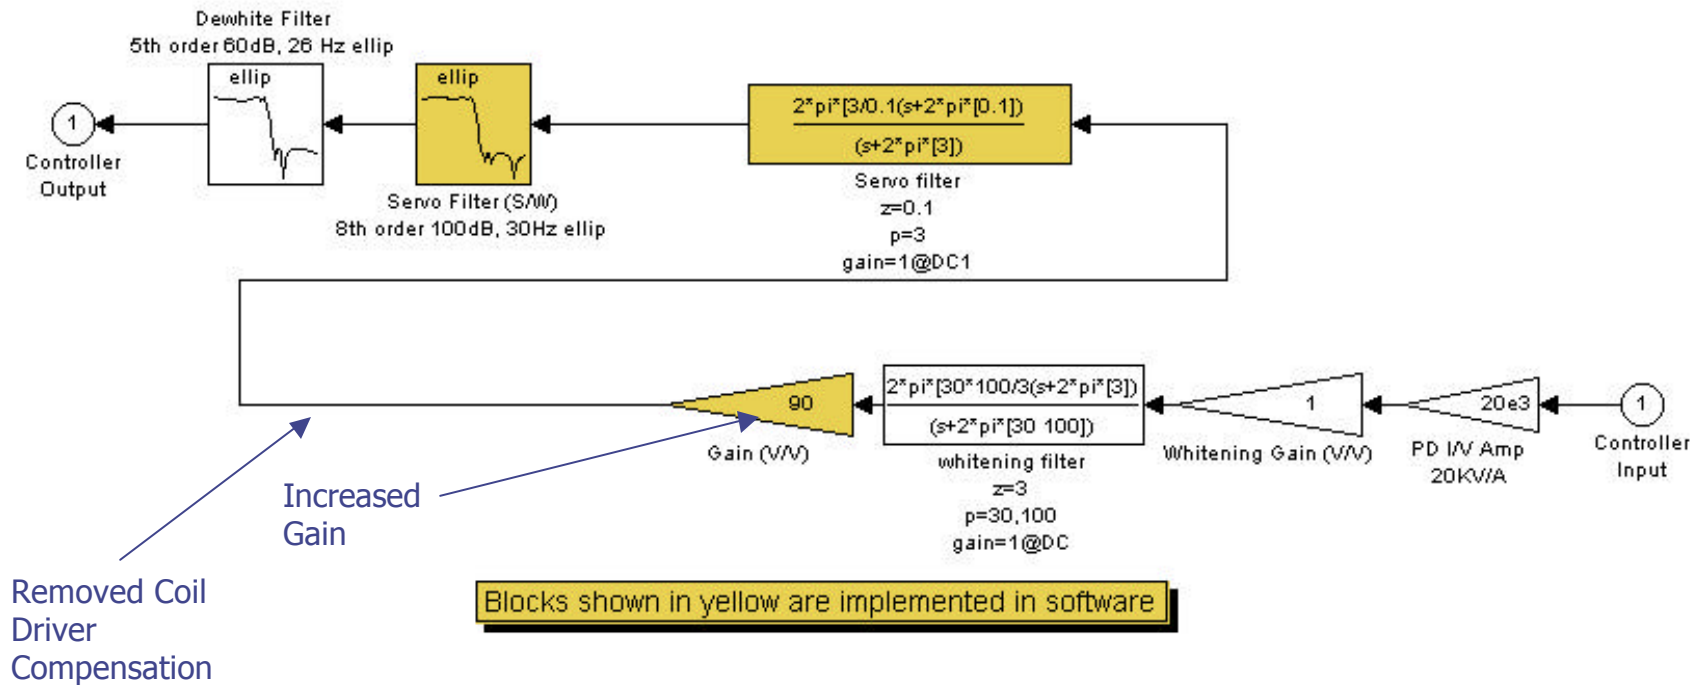 Dewhite Filter
5th order 60dB, 26 Hz ellip
ellip
ellip
1
Controller
Output
Servo Filter (S/W)
8th order 100dB, 30Hz ellip
2*pi*[3/0.1(s+2*pi*[0.1])
(s+2*pi*[3])
Servo filter
z=0.1
p=3
gain=1@DC1
90
Gain (V/V)
2*pi*[30*100/3(s+2*pi*[3])
(s+2*pi*[30 100])
whitening filter
z=3
p=30,100
gain=1@DC
1
Whitening Gain (V/V)
20e3
PD I/V Amp
20KV/A
1
Controller
Input
Increased
Gain
Removed Coil
Driver
Compensation
Blocks shown in yellow are implemented in software